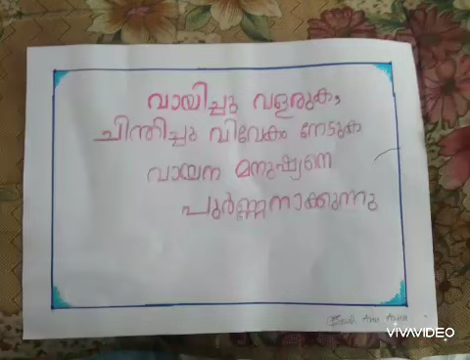 വായിച്ചു വളരുക,
ചിന്തിച്ചു വിവേകം നേടുക
വായന മനുഷ്യനെ
പൂർണ്ണനാക്കുന്നു
VIVAVIDEO